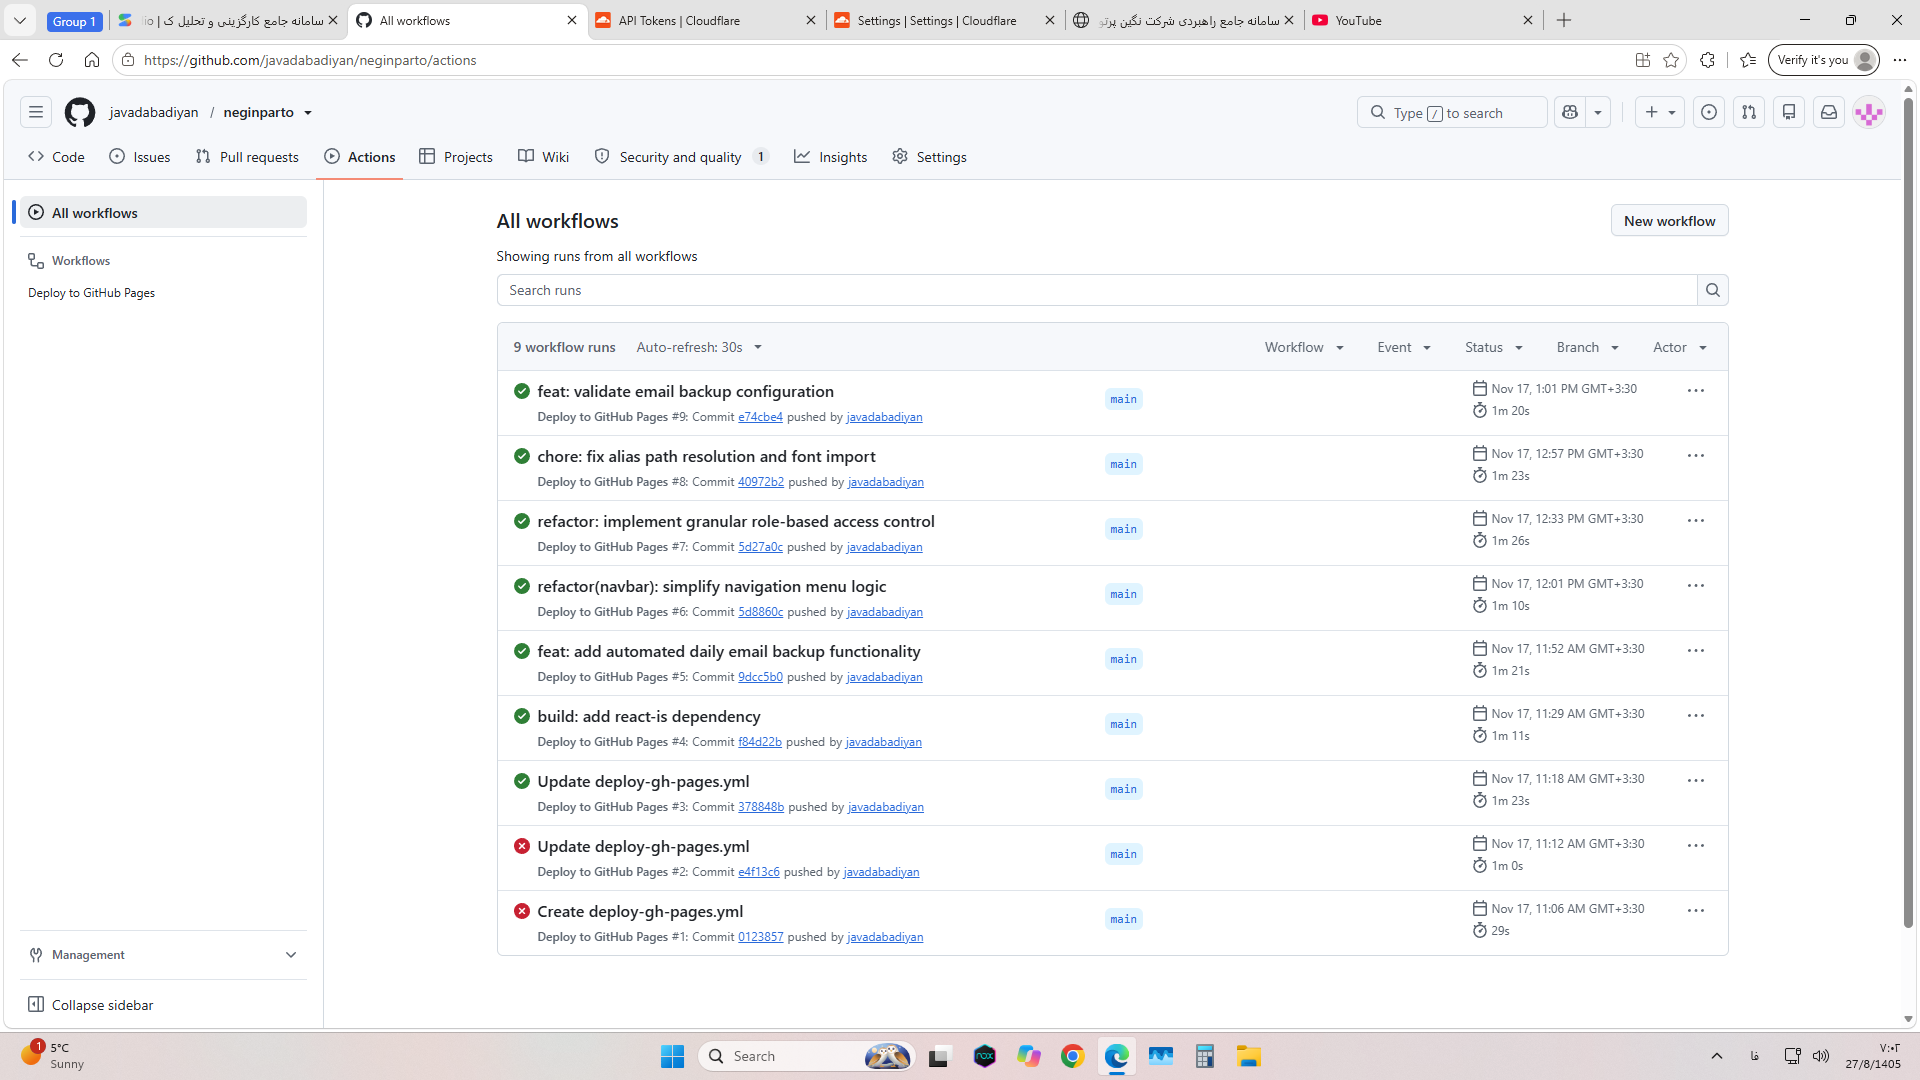 Group 1
سامانه جامع کارگزینی و تحلیل ک | lio
All workflows
API Tokens | Cloudflare
Settings | Settings | Cloudflare
سامانه جامع راهبردی شرکت نگین پرتو
YouTube
https://github.com/javadabadiyan/neginparto/actions
Verify it's you
javadabadiyan / neginparto
Type / to search
Code
Issues
Pull requests
Actions
Projects
Wiki
Security and quality 1
Insights
Settings
All workflows
Workflows
Deploy to GitHub Pages
Management
Collapse sidebar
All workflows
New workflow
Showing runs from all workflows
Search runs
9 workflow runs Auto-refresh: 30s Workflow Event Status Branch Actor
feat: validate email backup configuration
Deploy to GitHub Pages #9: Commit e74cbe4 pushed by javadabadiyan
main
Nov 17, 1:01 PM GMT+3:30
1m 20s
chore: fix alias path resolution and font import
Deploy to GitHub Pages #8: Commit 40972b2 pushed by javadabadiyan
main
Nov 17, 12:57 PM GMT+3:30
1m 23s
refactor: implement granular role-based access control
Deploy to GitHub Pages #7: Commit 5d27a0c pushed by javadabadiyan
main
Nov 17, 12:33 PM GMT+3:30
1m 26s
refactor(navbar): simplify navigation menu logic
Deploy to GitHub Pages #6: Commit 5d8860c pushed by javadabadiyan
main
Nov 17, 12:01 PM GMT+3:30
1m 10s
feat: add automated daily email backup functionality
Deploy to GitHub Pages #5: Commit 9dcc5b0 pushed by javadabadiyan
main
Nov 17, 11:52 AM GMT+3:30
1m 21s
build: add react-is dependency
Deploy to GitHub Pages #4: Commit f84d22b pushed by javadabadiyan
main
Nov 17, 11:29 AM GMT+3:30
1m 11s
Update deploy-gh-pages.yml
Deploy to GitHub Pages #3: Commit 378848b pushed by javadabadiyan
main
Nov 17, 11:18 AM GMT+3:30
1m 23s
Update deploy-gh-pages.yml
Deploy to GitHub Pages #2: Commit e4f13c6 pushed by javadabadiyan
main
Nov 17, 11:12 AM GMT+3:30
1m 0s
Create deploy-gh-pages.yml
Deploy to GitHub Pages #1: Commit 0123857 pushed by javadabadiyan
main
Nov 17, 11:06 AM GMT+3:30
29s
1
5°C
Sunny
Search
nox
فا
۷:۰۲
27/8/1405